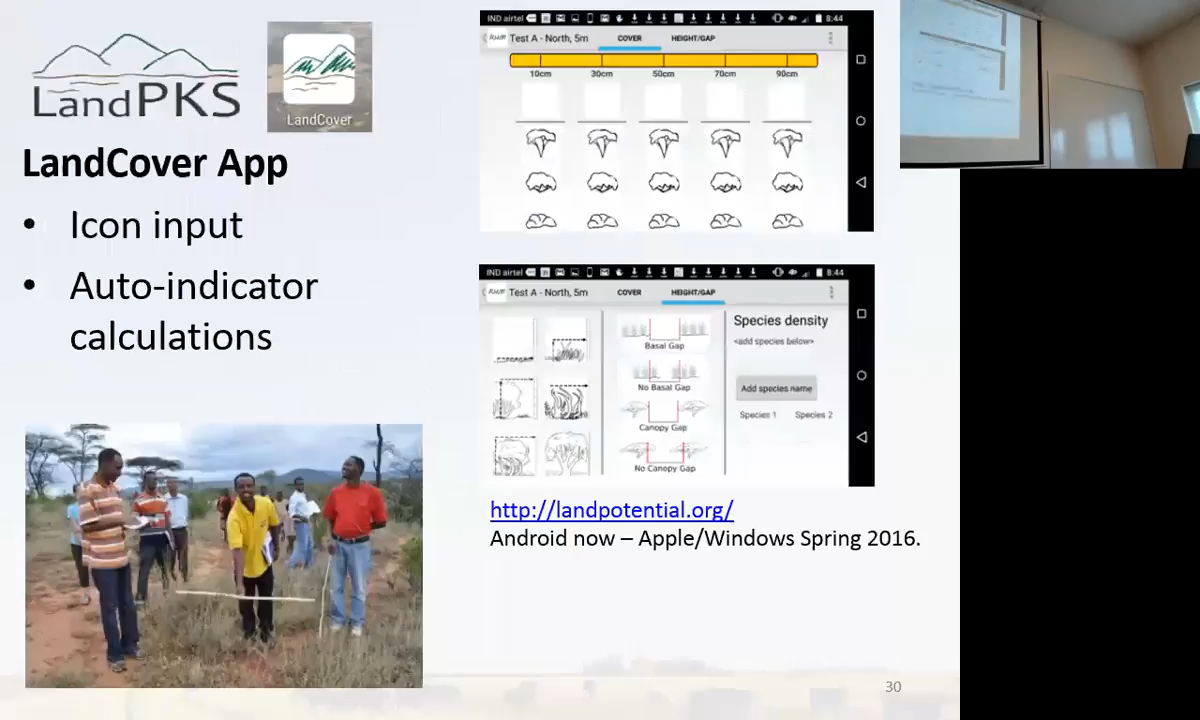 LandPKS
LandCover
LandCover App
• Icon input
• Auto-indicator
calculations
IND airtel
8:44
Test A - North, 5m
COVER
HEIGHT/GAP
10cm
30cm
50cm
70cm
90cm
IND airtel
8:44
Test A - North, 5m
COVER
HEIGHT/GAP
Basal Gap
No Basal Gap
Canopy Gap
No Canopy Gap
Species density
<add species below>
Add species name
Species 1
Species 2
http://landpotential.org/
Android now – Apple/Windows Spring 2016.
30